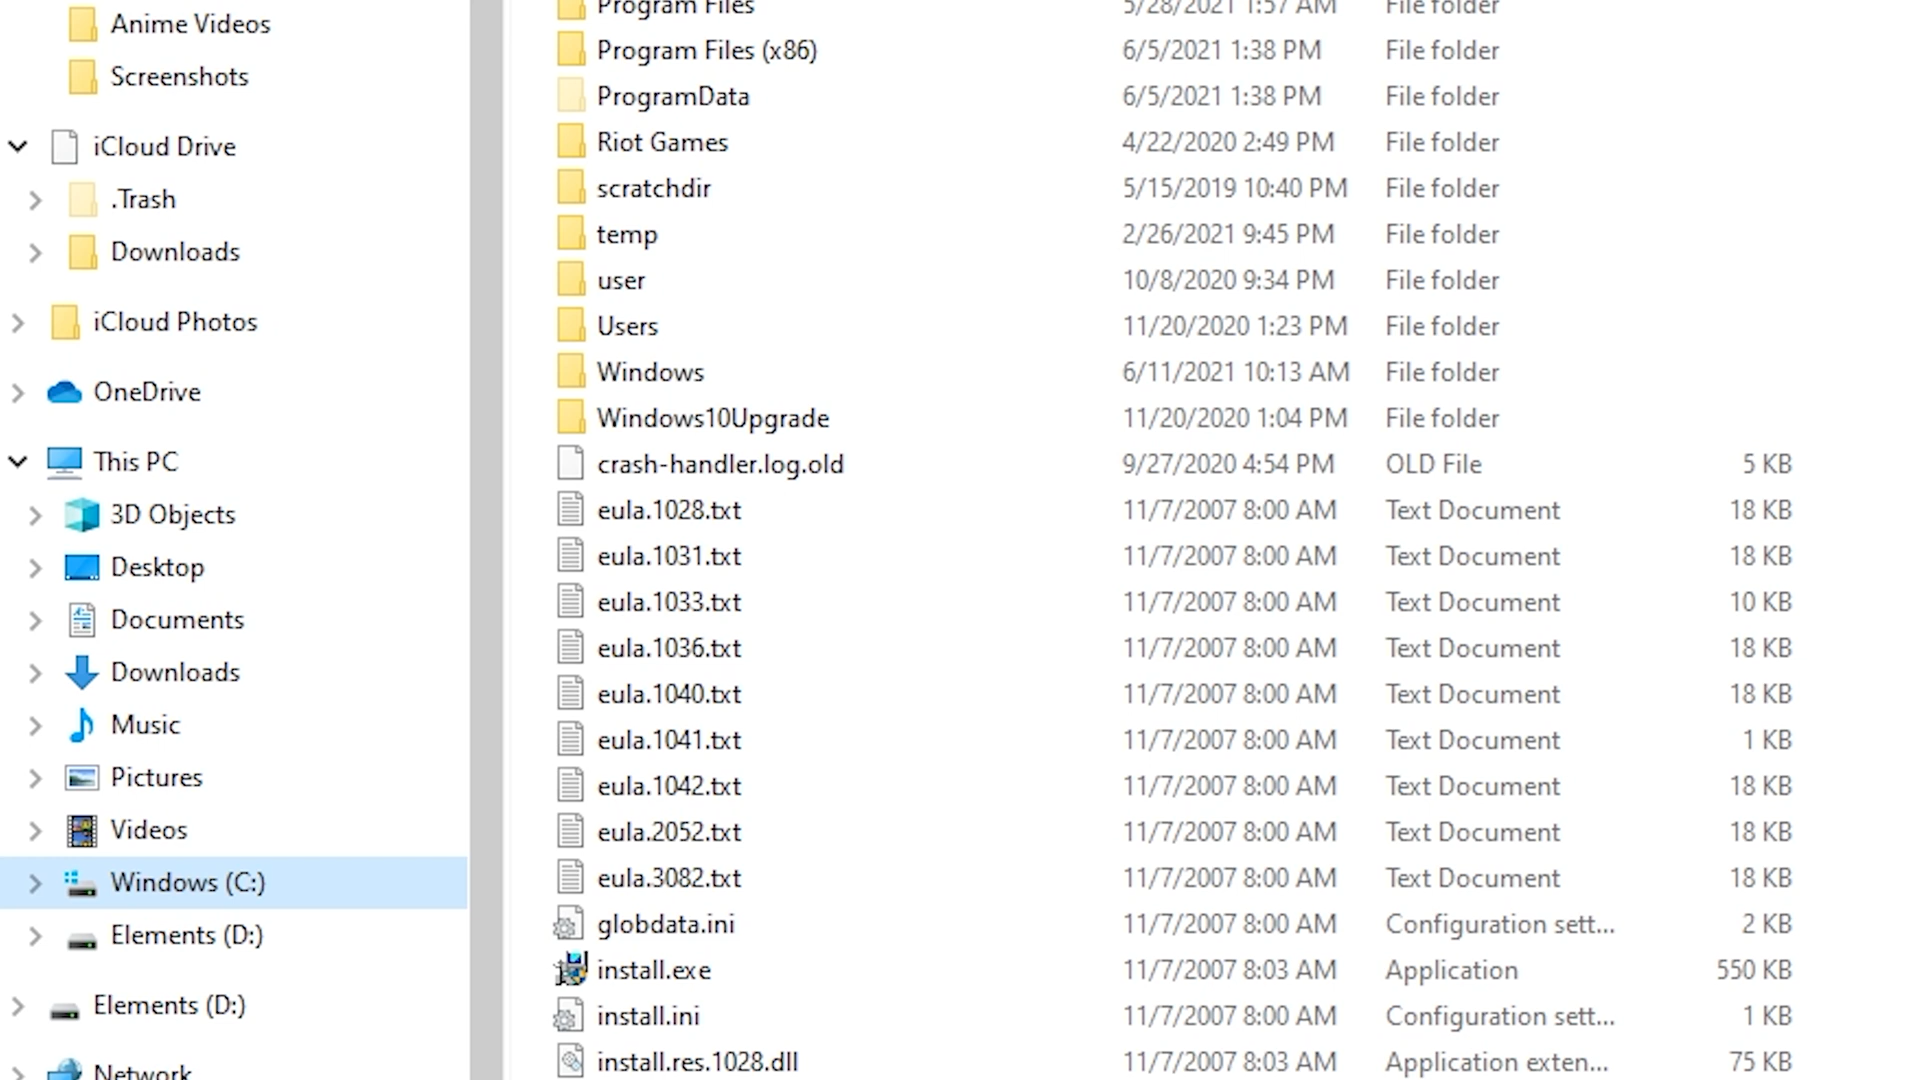 Anime Videos
Screenshots
iCloud Drive
.Trash
Downloads
iCloud Photos
OneDrive
This PC
3D Objects
Desktop
Documents
Downloads
Music
Pictures
Videos
Windows (C:)
Elements (D:)
Elements (D:)
Network
Program Files 5/28/2021 1:57 AM File folder
Program Files (x86) 6/5/2021 1:38 PM File folder
ProgramData 6/5/2021 1:38 PM File folder
Riot Games 4/22/2020 2:49 PM File folder
scratchdir 5/15/2019 10:40 PM File folder
temp 2/26/2021 9:45 PM File folder
user 10/8/2020 9:34 PM File folder
Users 11/20/2020 1:23 PM File folder
Windows 6/11/2021 10:13 AM File folder
Windows10Upgrade 11/20/2020 1:04 PM File folder
crash-handler.log.old 9/27/2020 4:54 PM OLD File 5 KB
eula.1028.txt 11/7/2007 8:00 AM Text Document 18 KB
eula.1031.txt 11/7/2007 8:00 AM Text Document 18 KB
eula.1033.txt 11/7/2007 8:00 AM Text Document 10 KB
eula.1036.txt 11/7/2007 8:00 AM Text Document 18 KB
eula.1040.txt 11/7/2007 8:00 AM Text Document 18 KB
eula.1041.txt 11/7/2007 8:00 AM Text Document 1 KB
eula.1042.txt 11/7/2007 8:00 AM Text Document 18 KB
eula.2052.txt 11/7/2007 8:00 AM Text Document 18 KB
eula.3082.txt 11/7/2007 8:00 AM Text Document 18 KB
globdata.ini 11/7/2007 8:00 AM Configuration sett... 2 KB
install.exe 11/7/2007 8:03 AM Application 550 KB
install.ini 11/7/2007 8:00 AM Configuration sett... 1 KB
install.res.1028.dll 11/7/2007 8:03 AM Application exten... 75 KB